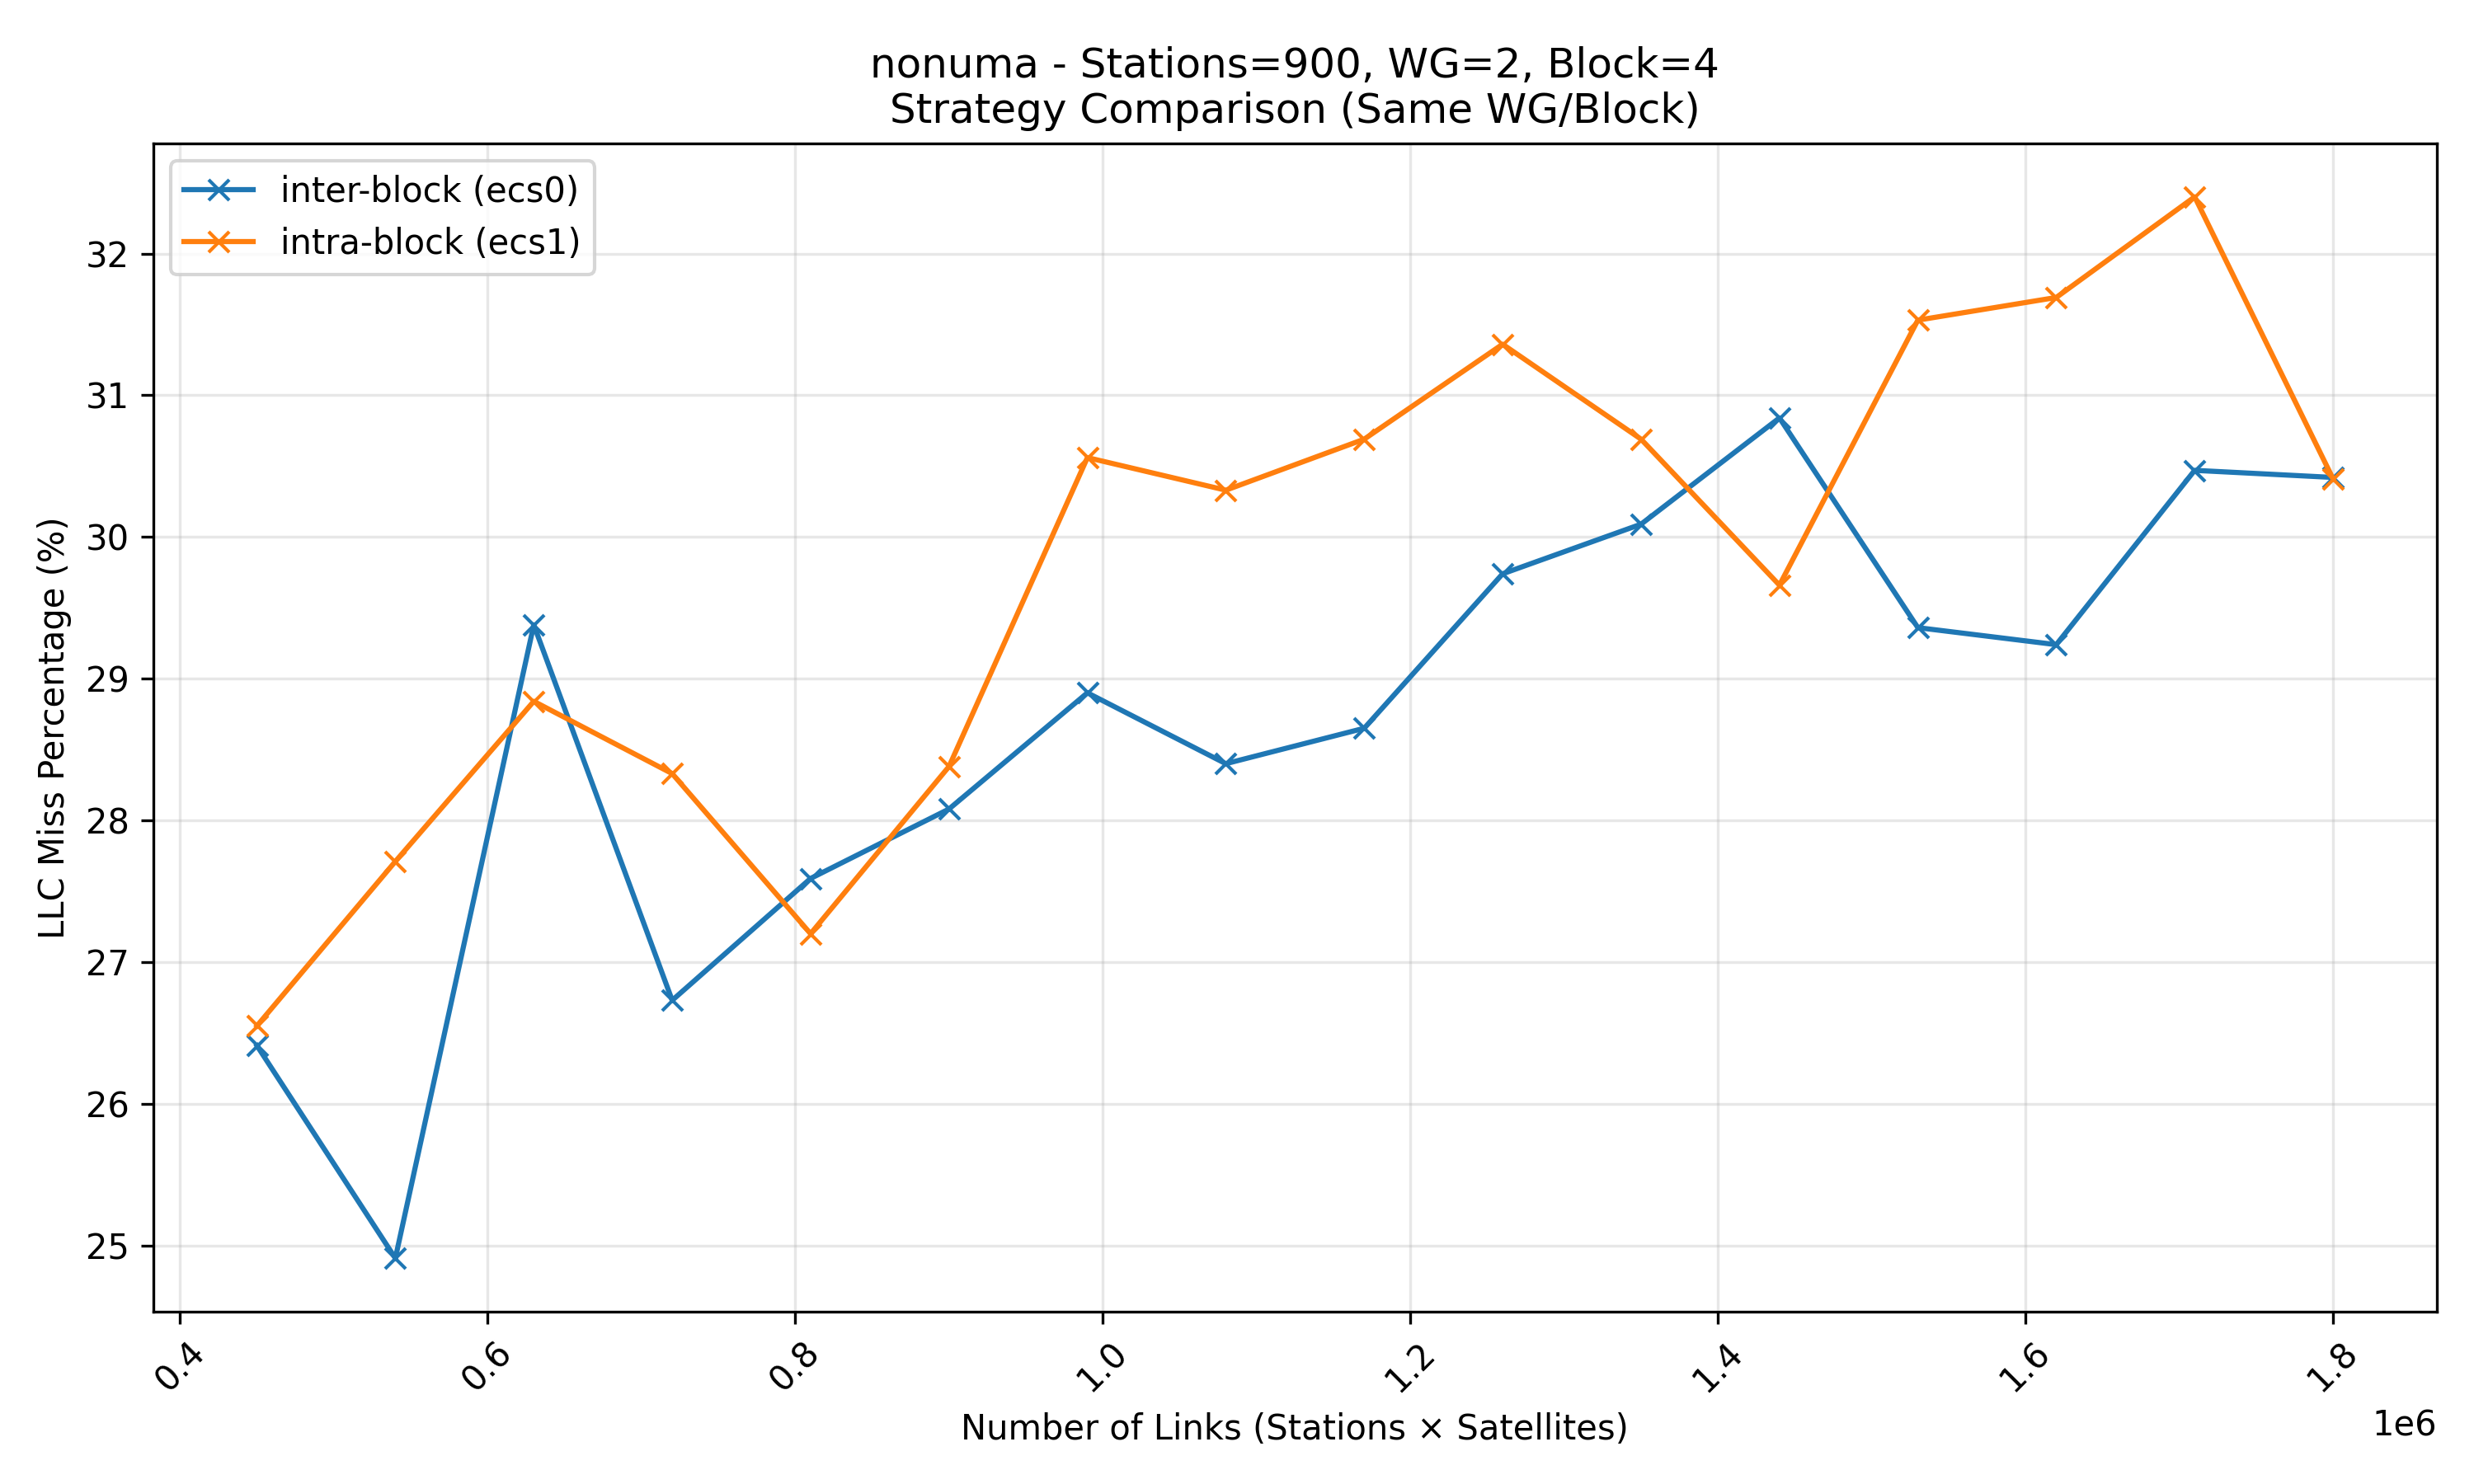 nonuma - Stations=900, WG=2, Block=4
Strategy Comparison (Same WG/Block)
inter-block (ecs0)
intra-block (ecs1)
LLC Miss Percentage (%)
32
31
30
29
28
27
26
25
0.4
0.6
0.8
1.0
1.2
1.4
1.6
1.8
1e6
Number of Links (Stations × Satellites)